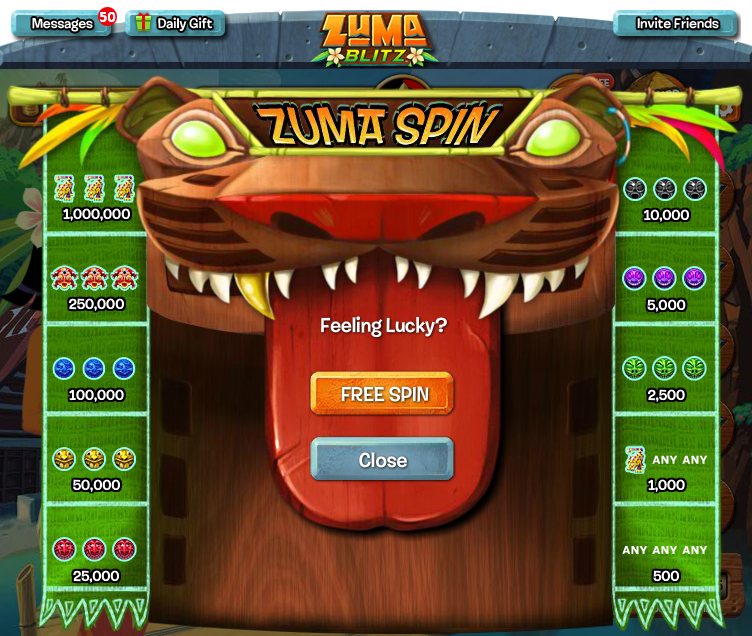 Messages 50
Daily Gift
ZUMA
BLITZ
Invite Friends
ZUMA SPIN
1,000,000
250,000
100,000
50,000
25,000
Feeling Lucky?
FREE SPIN
Close
10,000
5,000
2,500
ANY ANY
1,000
ANY ANY ANY
500